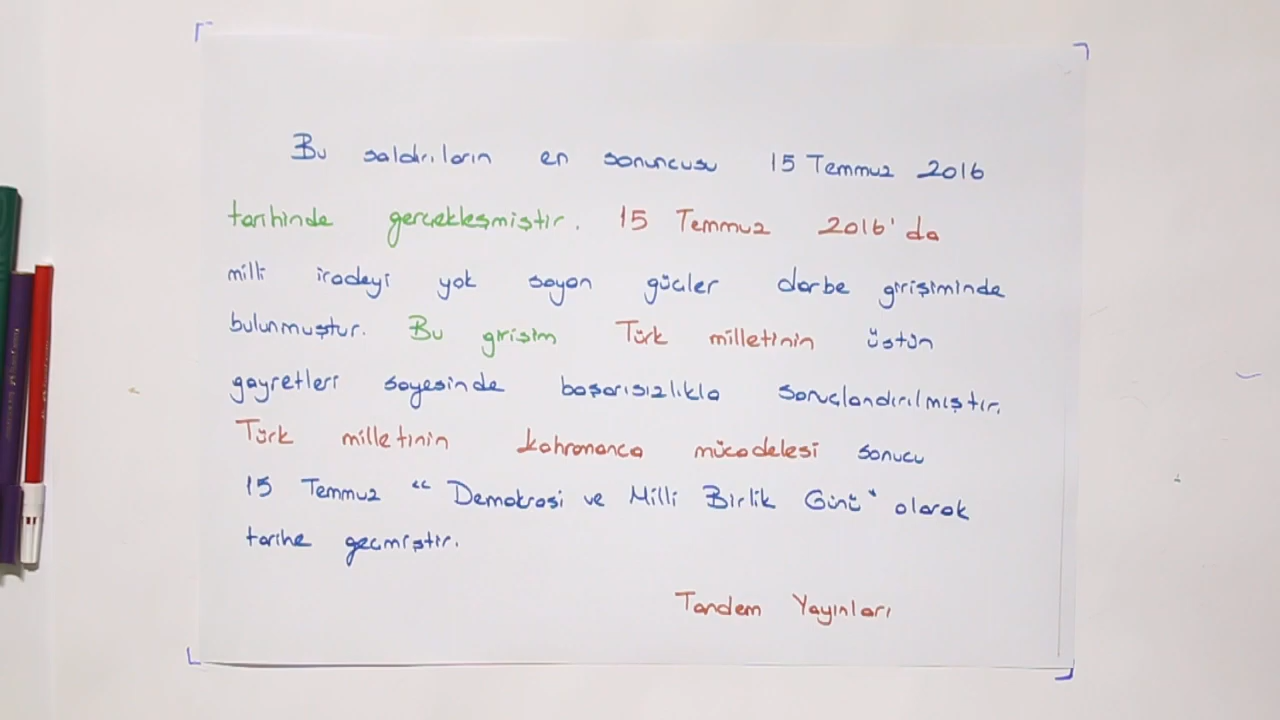 Bu saldırıların en sonuncusu 15 Temmuz 2016
tarihinde gerçekleşmiştir. 15 Temmuz 2016'da
milli iradeyi yok sayan güçler darbe girişiminde
bulunmuştur. Bu girişim Türk milletinin üstün
gayretleri sayesinde başarısızlıkla sonuçlandırılmıştır.
Türk milletinin kahramanca mücadelesi sonucu
15 Temmuz "Demokrasi ve Milli Birlik Günü" olarak
tarihe geçmiştir.
Tandem Yayınları